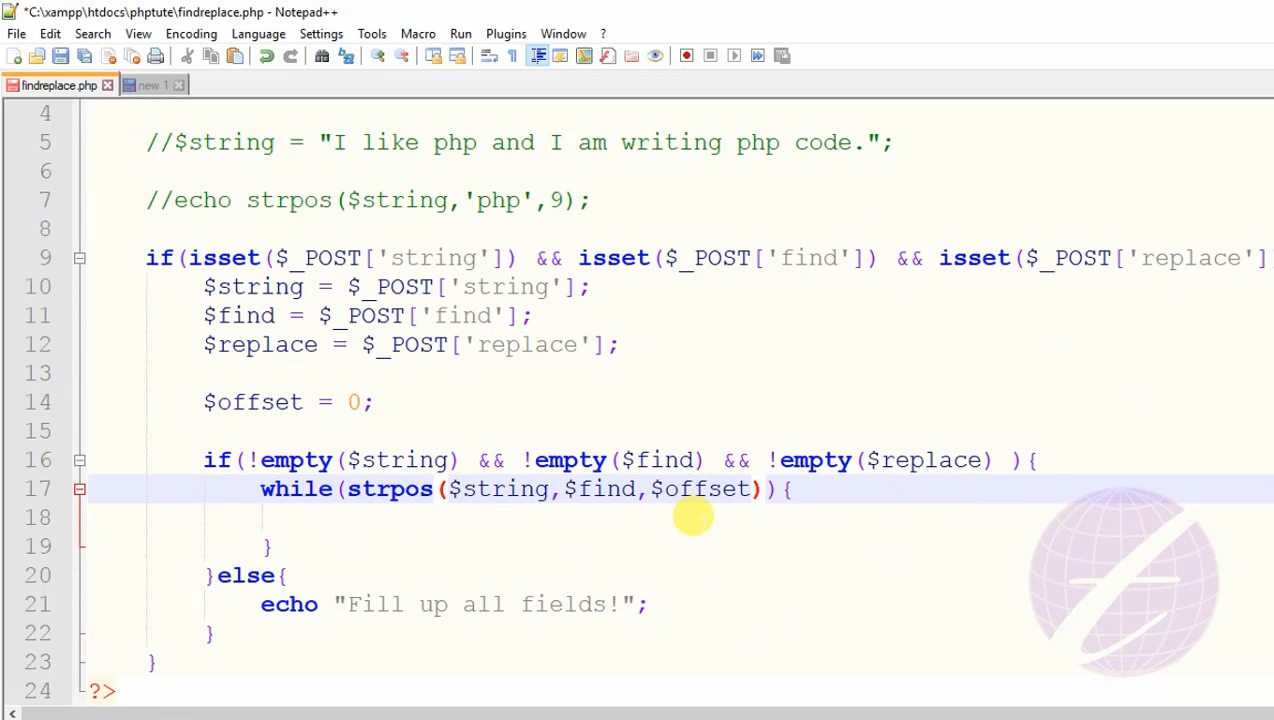 *C:\xampp\htdocs\phptute\findreplace.php - Notepad++
File Edit Search View Encoding Language Settings Tools Macro Run Plugins Window ?
findreplace.php new 1
4
5 //$string = "I like php and I am writing php code.";
6
7 //echo strpos($string,'php',9);
8
9 if(isset($_POST['string']) && isset($_POST['find']) && isset($_POST['replace']
10 $string = $_POST['string'];
11 $find = $_POST['find'];
12 $replace = $_POST['replace'];
13
14 $offset = 0;
15
16 if(!empty($string) && !empty($find) && !empty($replace) ){
17 while(strpos($string,$find,$offset)){
18
19 }
20 }else{
21 echo "Fill up all fields!";
22 }
23 }
24 ?>